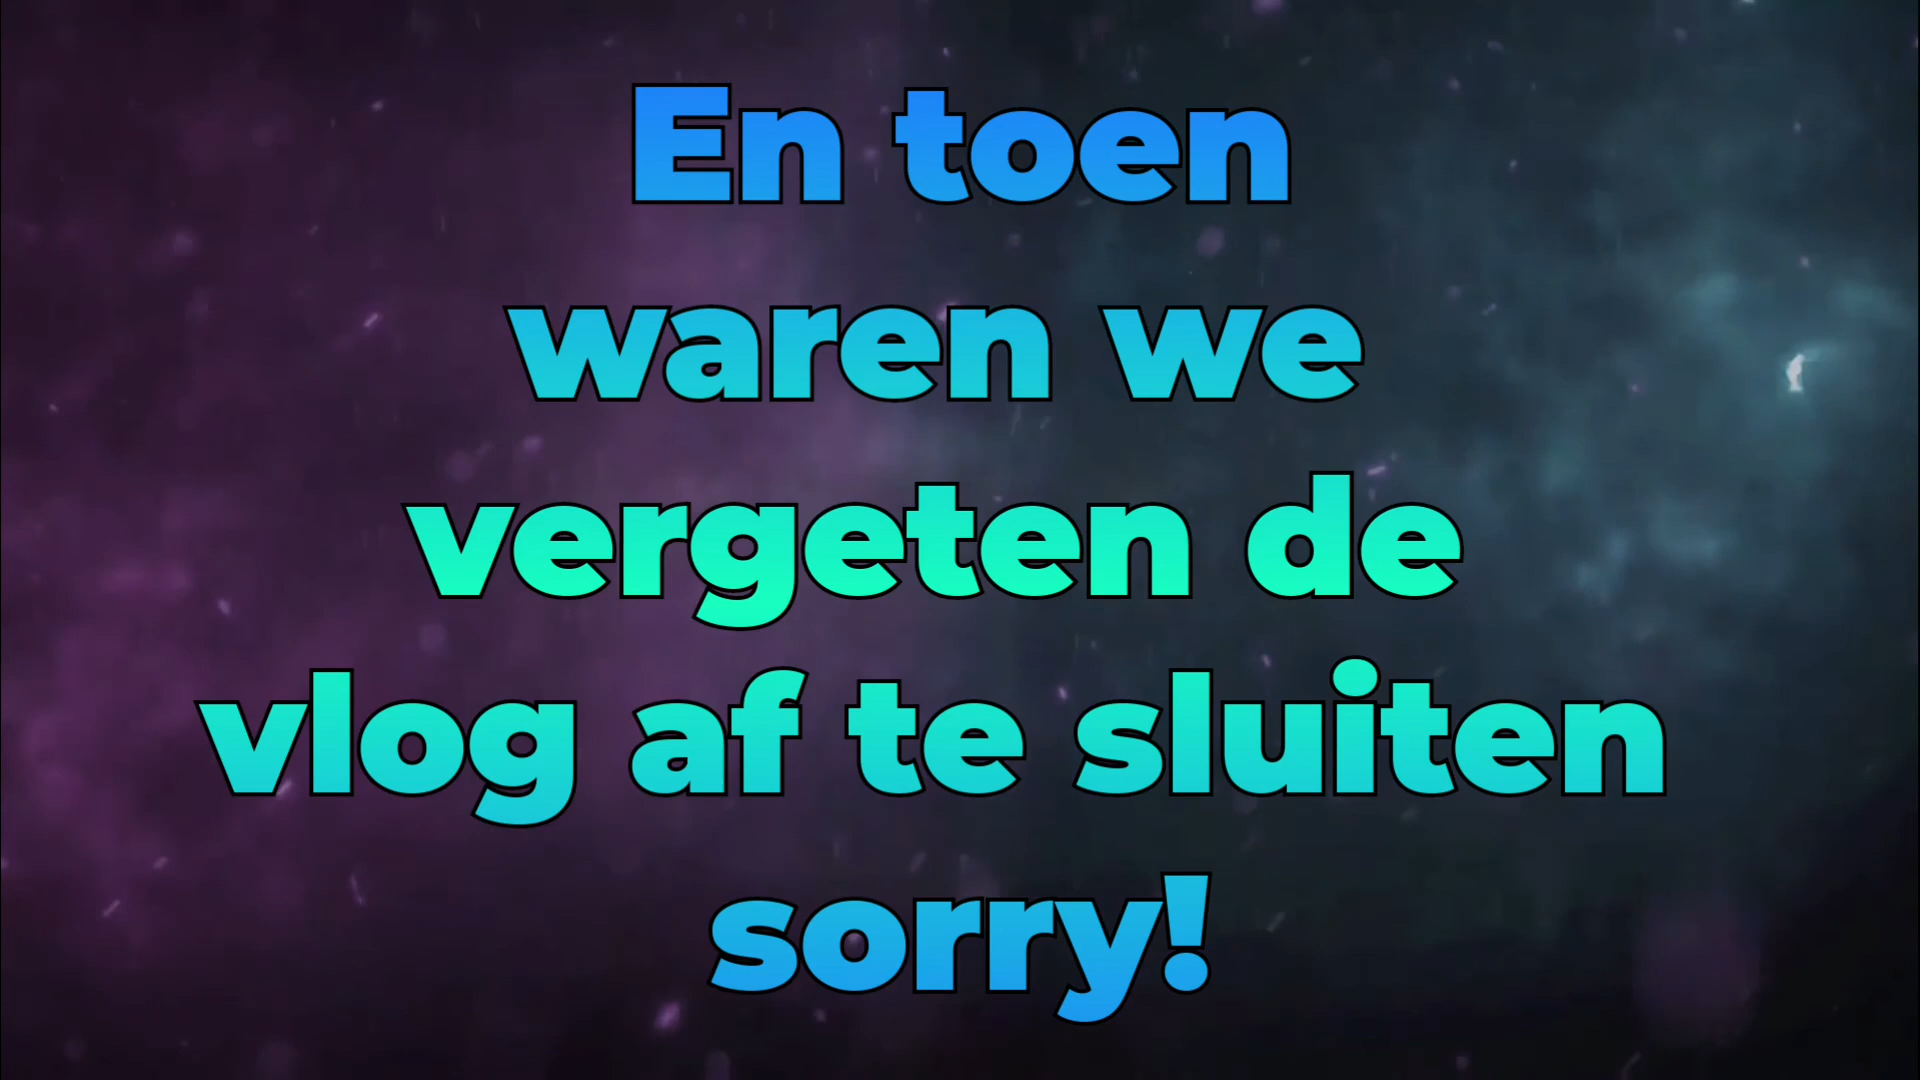 En toen
waren we
vergeten de
vlog af te sluiten
sorry!